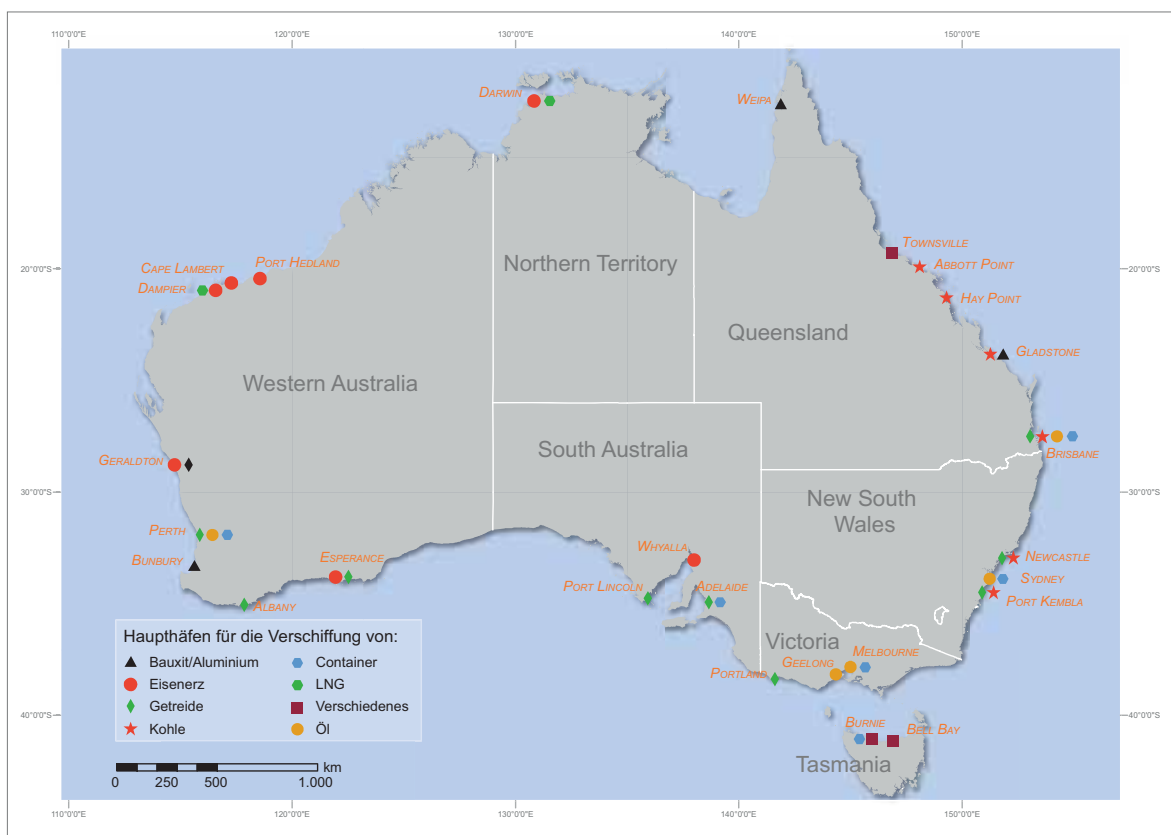 110°0'0"E 120°0'0"E 130°0'0"E 140°0'0"E 150°0'0"E
DARWIN
WEIPA
TOWNSVILLE
CAPE LAMBERT
PORT HEDLAND
Northern Territory
ABBOTT POINT
20°0'0"S
20°0'0"S
DAMPIER
HAY POINT
Queensland
GLADSTONE
Western Australia
South Australia
BRISBANE
GERALDTON
30°0'0"S
30°0'0"S
New South
Wales
PERTH
BUNBURY
ESPERANCE
WHYALLA
NEWCASTLE
SYDNEY
PORT LINCOLN
ADELAIDE
PORT KEMBLA
ALBANY
Victoria
MELBOURNE
GEELONG
PORTLAND
Haupthäfen für die Verschiffung von:
Bauxit/Aluminium
Container
Eisenerz
LNG
Getreide
Verschiedenes
Kohle
Öl
40°0'0"S
40°0'0"S
BURNIE
BELL BAY
Tasmania
km
0 250 500 1.000
110°0'0"E 120°0'0"E 130°0'0"E 140°0'0"E 150°0'0"E